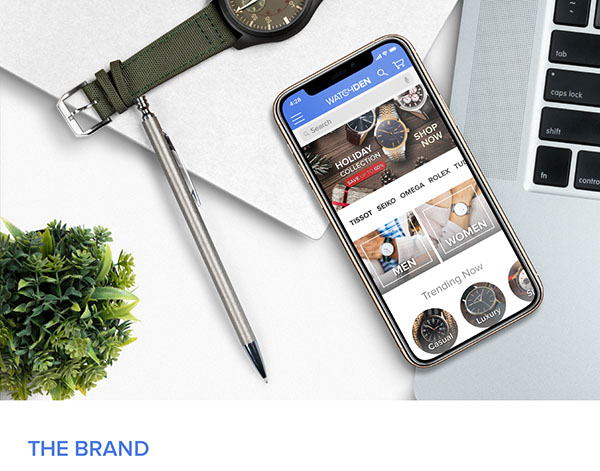 tab
caps lock
shift
fn
control
4:28
WATCHDEN
Search
HOLIDAY
COLLECTION
SHOP
NOW
SAVE UP TO 60%
TISSOT SEIKO OMEGA ROLEX
MEN
WOMEN
Trending Now
Casual
Luxury
THE BRAND